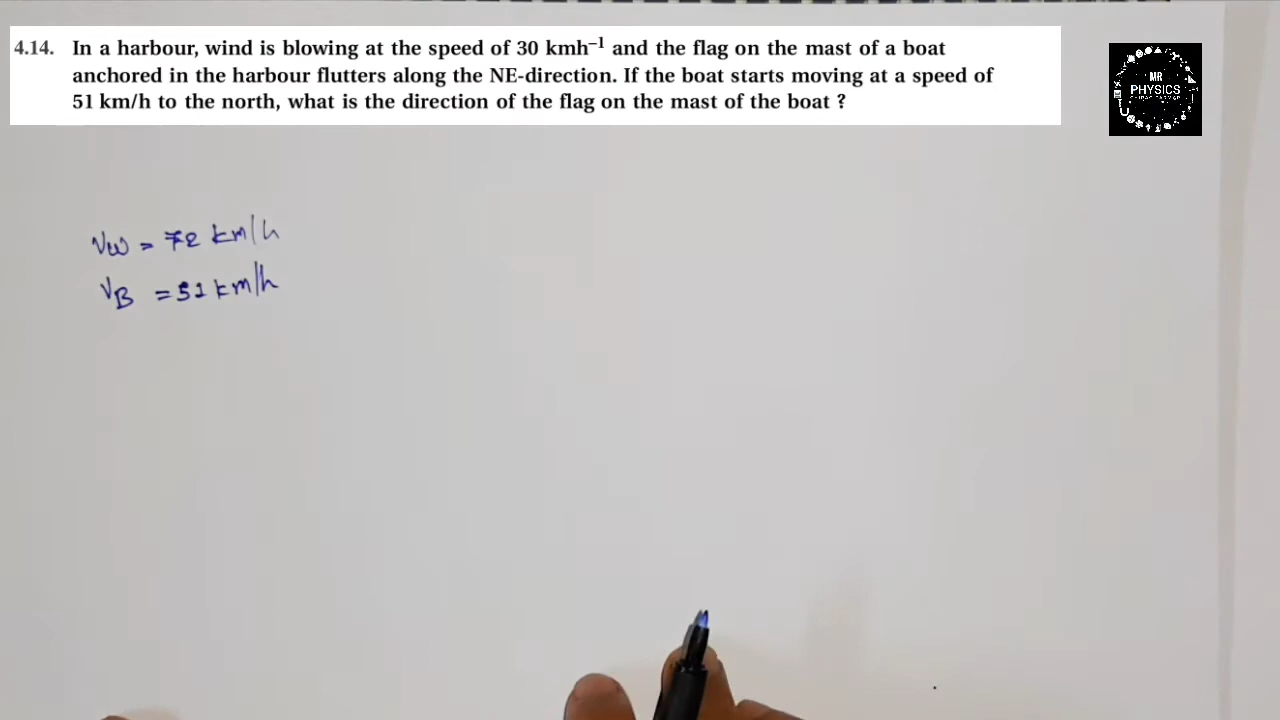 4.14. In a harbour, wind is blowing at the speed of 30 kmh⁻¹ and the flag on the mast of a boat
anchored in the harbour flutters along the NE-direction. If the boat starts moving at a speed of
51 km/h to the north, what is the direction of the flag on the mast of the boat ?
MR
PHYSICS
Vw = 72 km/h
VB = 51 km/h